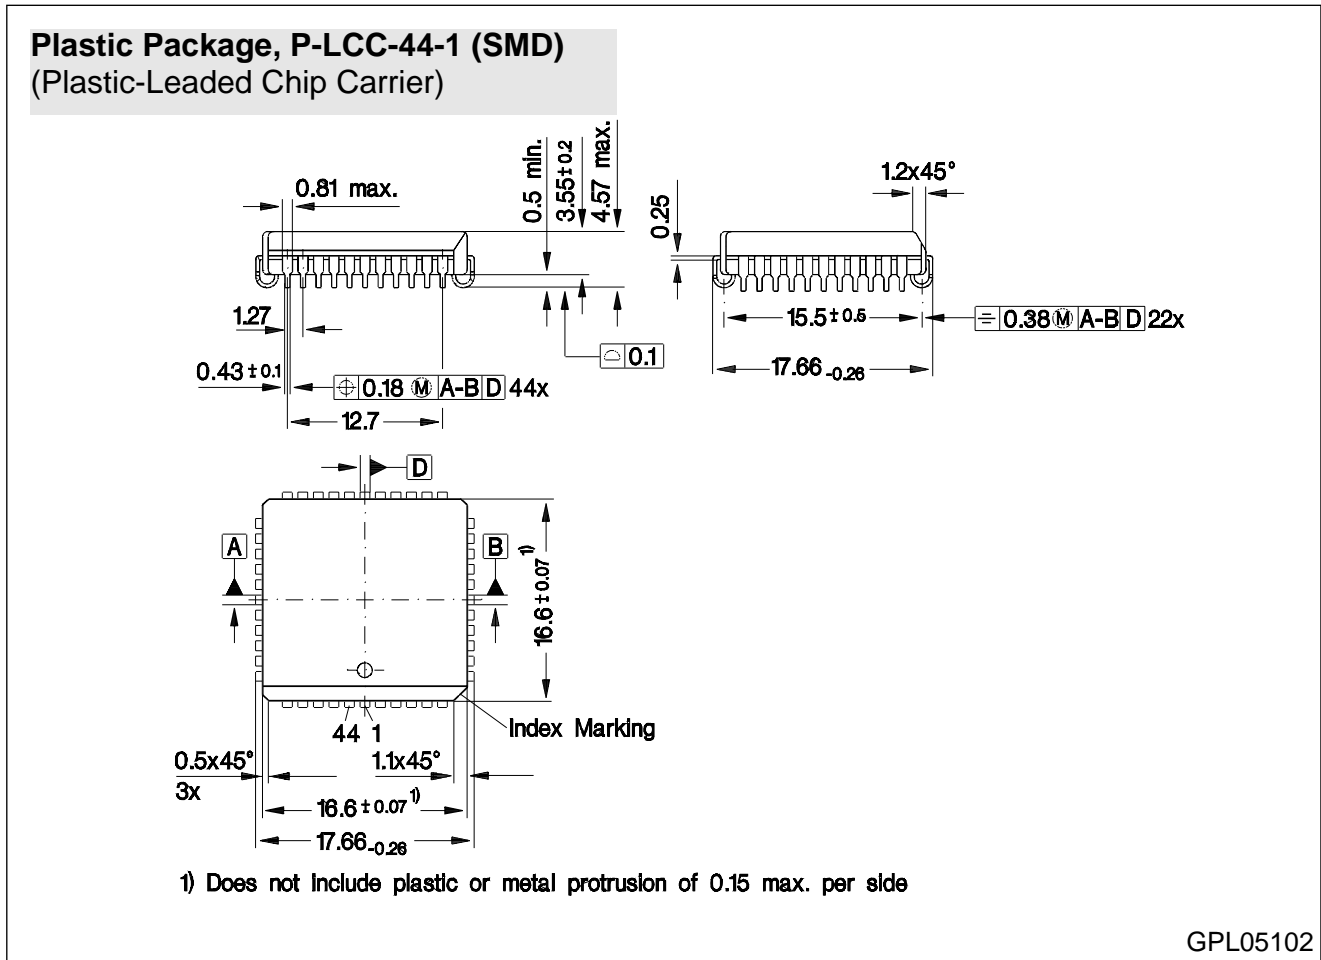 Plastic Package, P-LCC-44-1 (SMD)
(Plastic-Leaded Chip Carrier)
0.81 max.
0.5 min.
3.55±0.2
4.57 max.
1.27
0.43 ±0.1
⌖ 0.18 Ⓜ A-B D 44x
12.7
⌓ 0.1
0.25
1.2x45°
15.5±0.5
⌯ 0.38 Ⓜ A-B D 22x
17.66 -0.26
D
A
B
16.6±0.07 1)
44 1
Index Marking
0.5x45°
3x
1.1x45°
16.6±0.07 1)
17.66 -0.26
1) Does not include plastic or metal protrusion of 0.15 max. per side
GPL05102